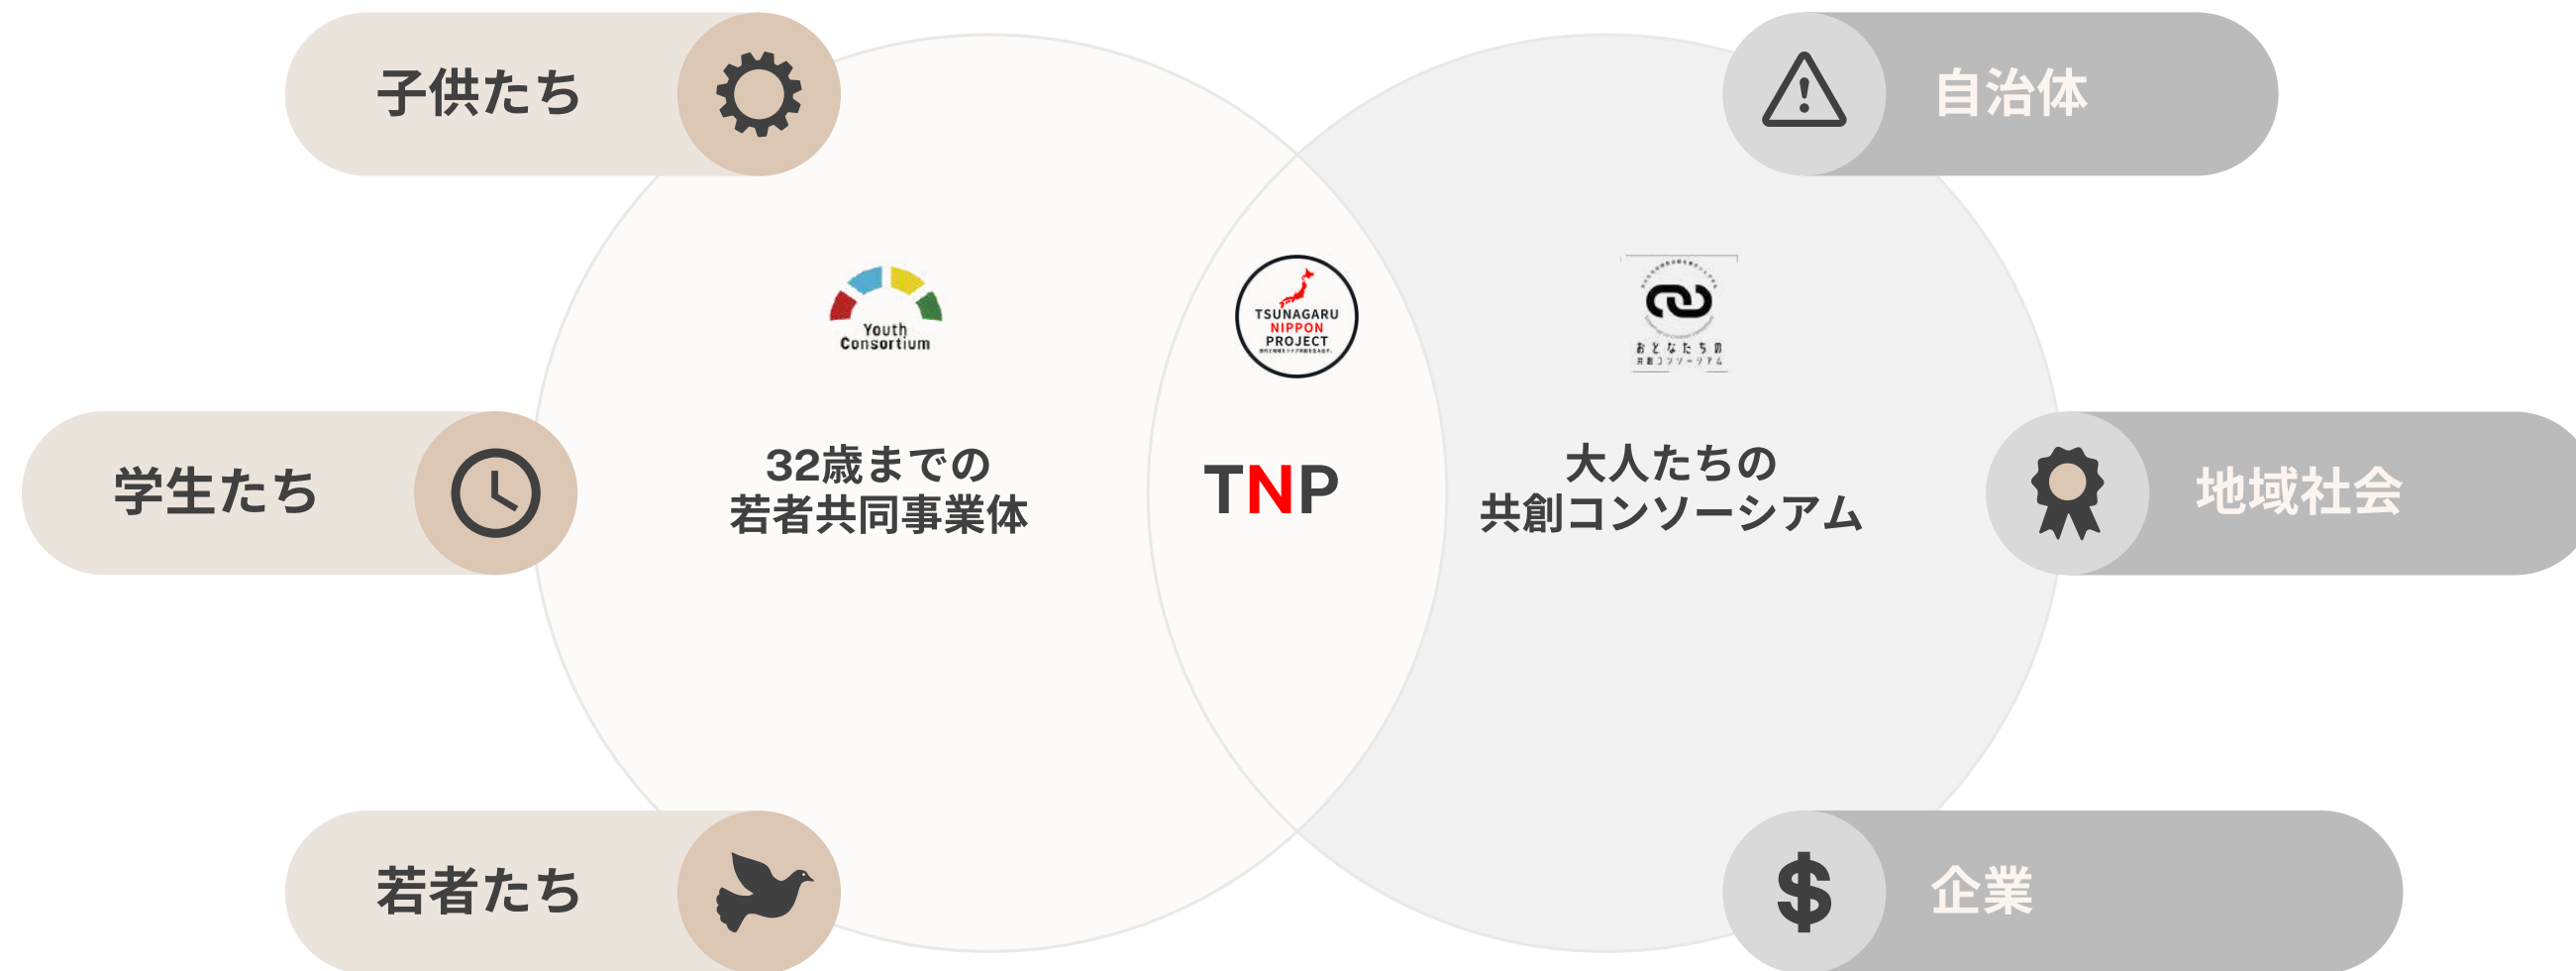 子供たち
自治体
Youth
Consortium
TSUNAGARU
NIPPON
PROJECT
おとなたちの
共創コンソーシアム
学生たち
32歳までの
若者共同事業体
TNP
大人たちの
共創コンソーシアム
地域社会
若者たち
企業